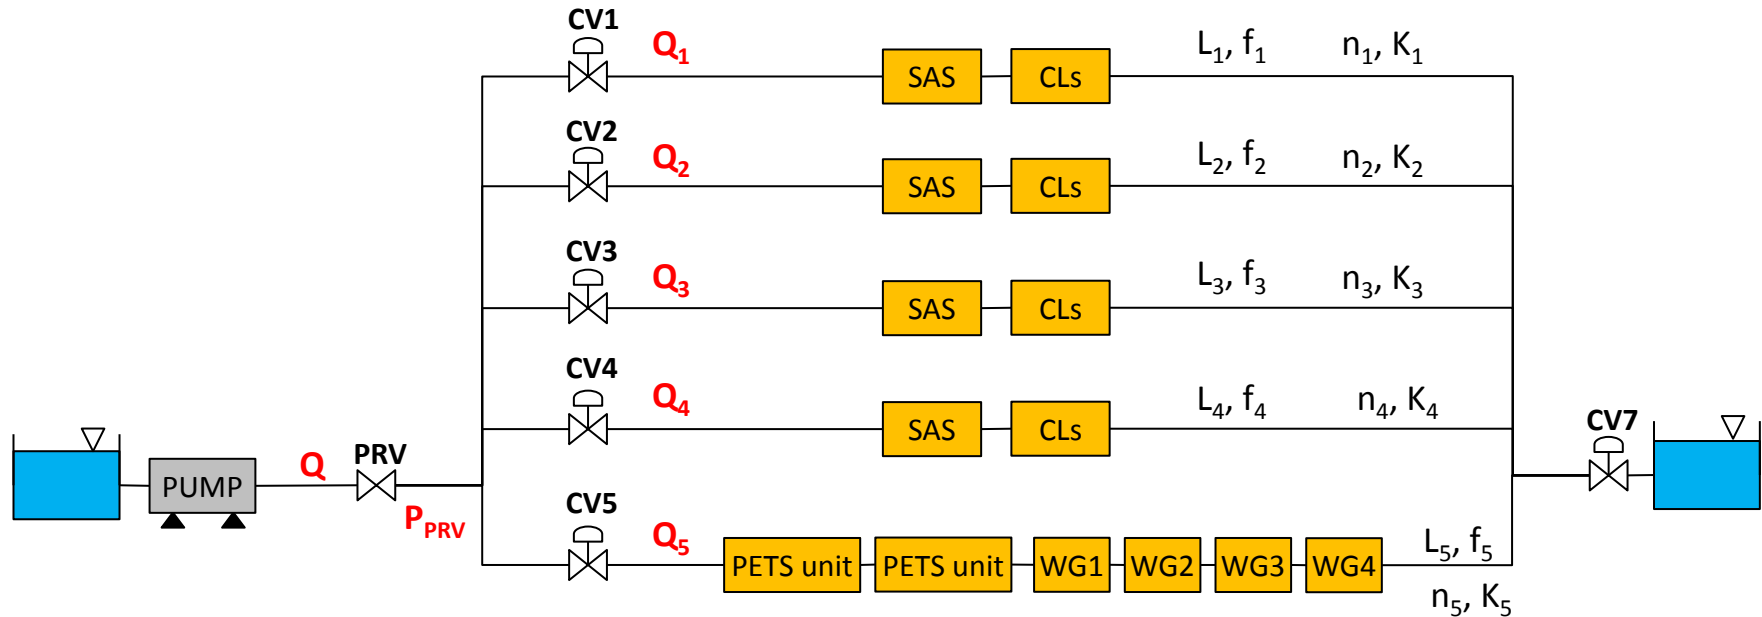 CV1
Q₁
L₁, f₁
n₁, K₁
SAS
CLs
CV2
Q₂
L₂, f₂
n₂, K₂
SAS
CLs
CV3
Q₃
L₃, f₃
n₃, K₃
SAS
CLs
CV4
Q₄
L₄, f₄
n₄, K₄
SAS
CLs
CV7
PUMP
Q
PRV
P_PRV
CV5
Q₅
PETS unit
PETS unit
WG1
WG2
WG3
WG4
L₅, f₅
n₅, K₅